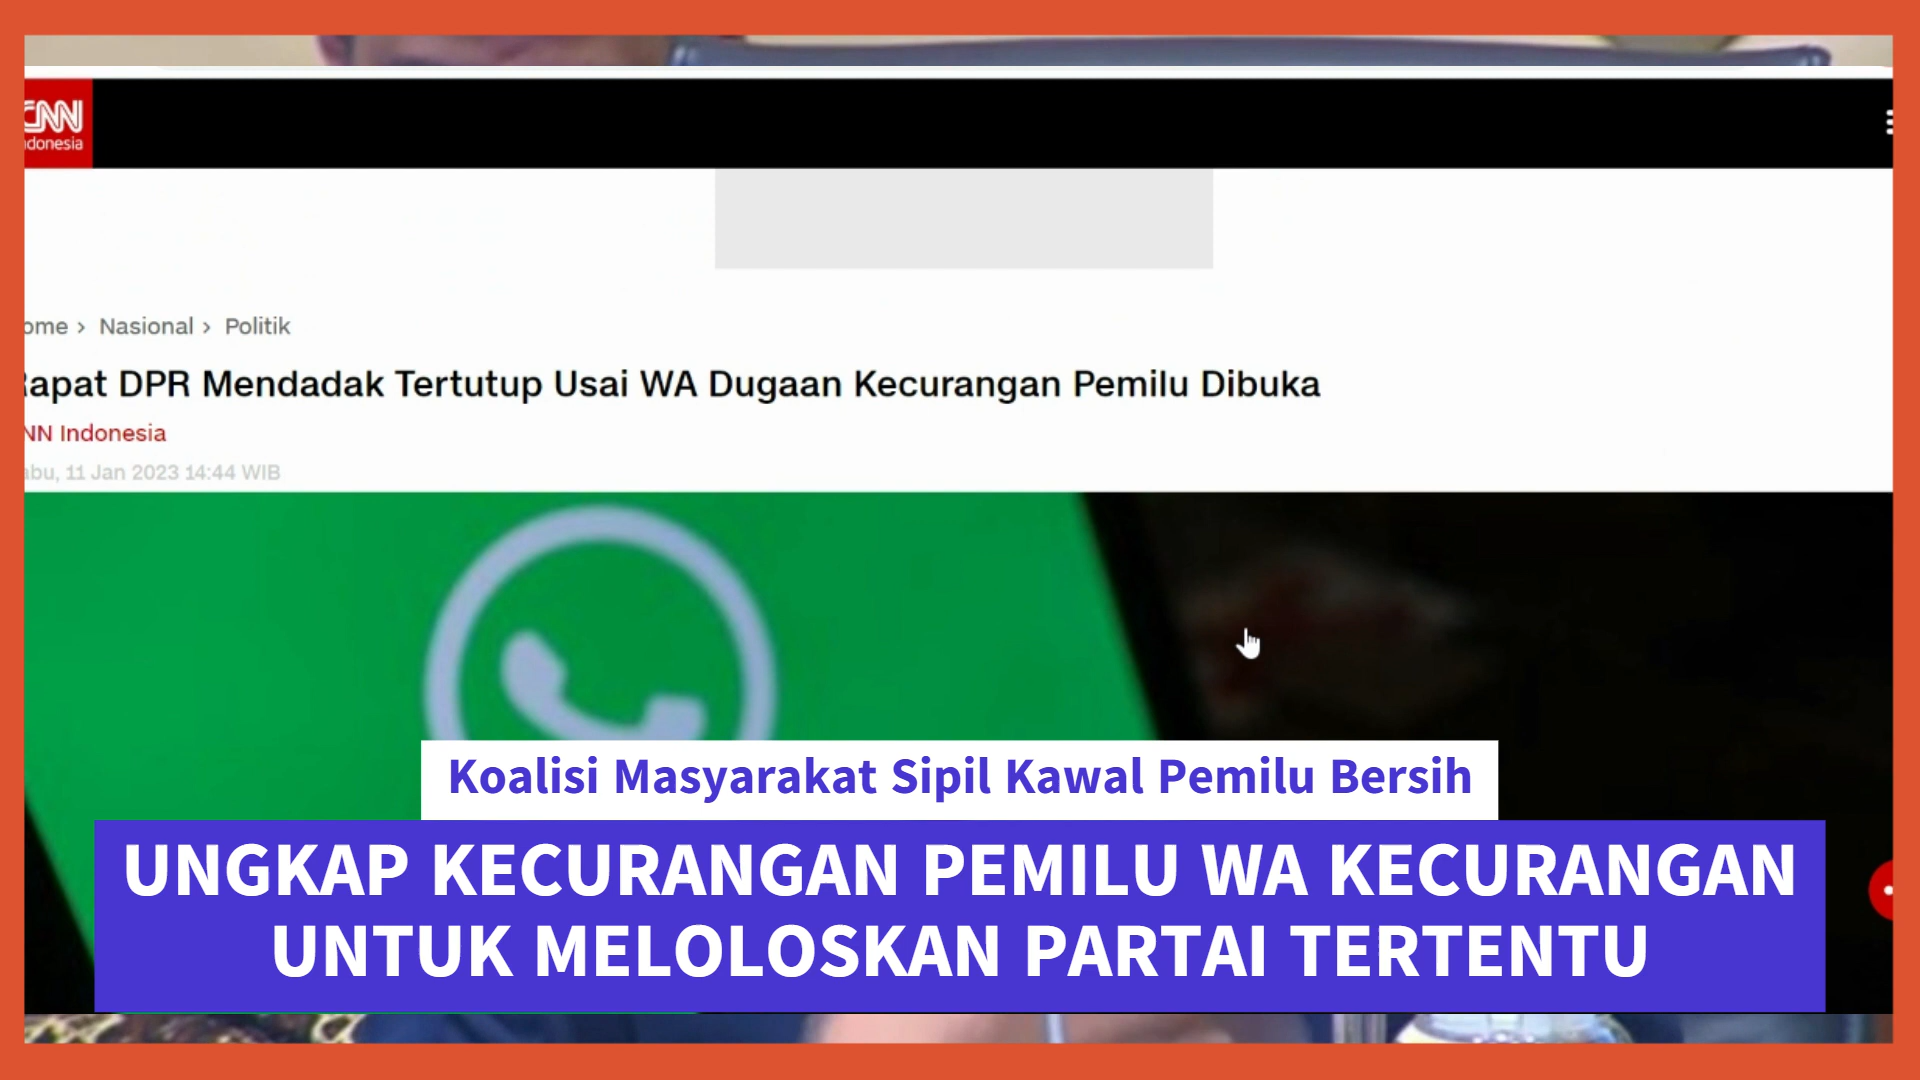 CNN
ndonesia
ome > Nasional > Politik
apat DPR Mendadak Tertutup Usai WA Dugaan Kecurangan Pemilu Dibuka
NN Indonesia
abu, 11 Jan 2023 14:44 WIB
Koalisi Masyarakat Sipil Kawal Pemilu Bersih
UNGKAP KECURANGAN PEMILU WA KECURANGAN
UNTUK MELOLOSKAN PARTAI TERTENTU